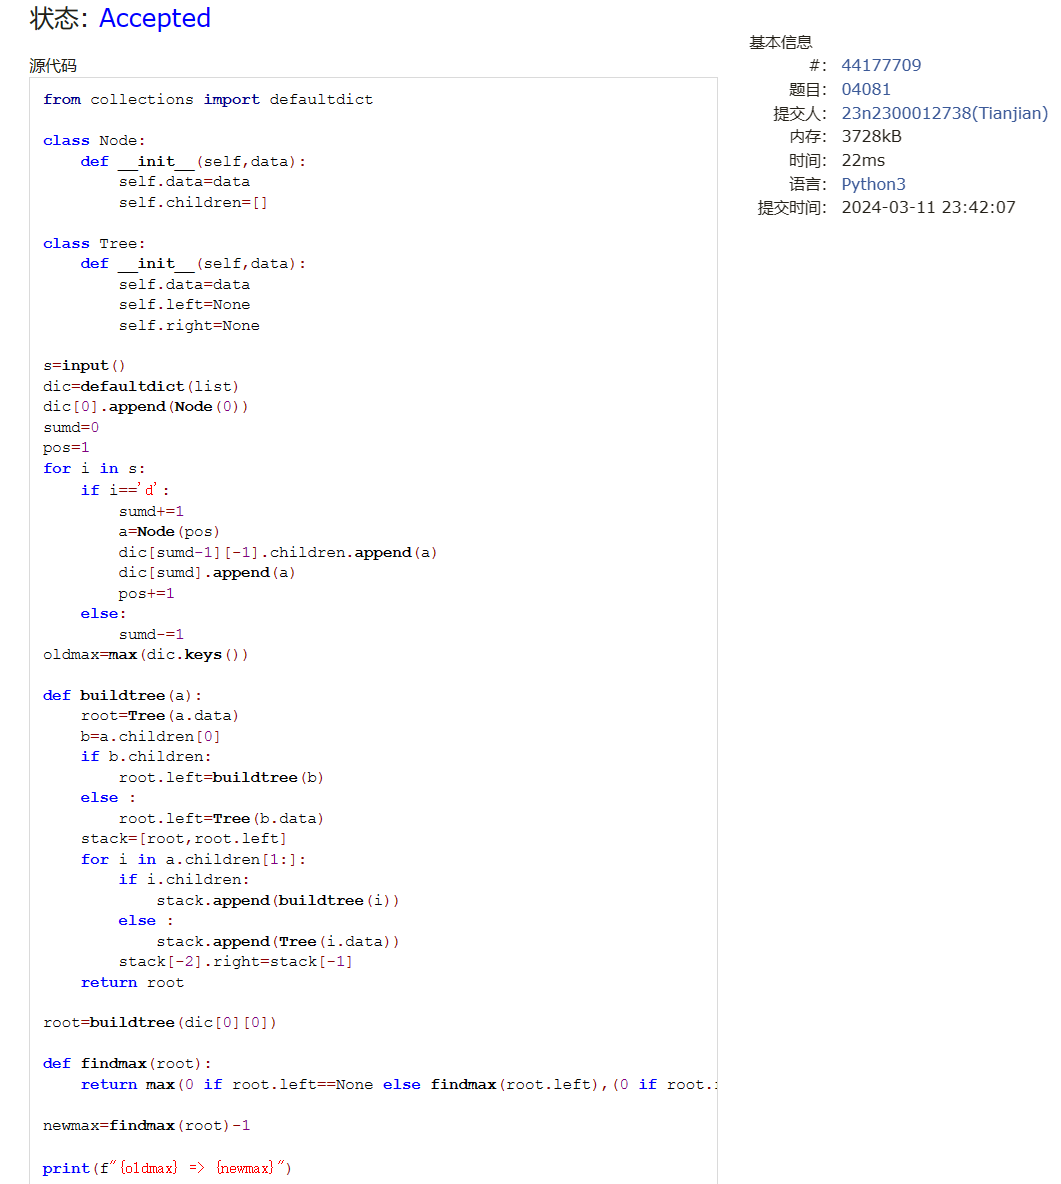 状态: Accepted
源代码
from collections import defaultdict
class Node:
    def __init__(self,data):
        self.data=data
        self.children=[]
class Tree:
    def __init__(self,data):
        self.data=data
        self.left=None
        self.right=None
s=input()
dic=defaultdict(list)
dic[0].append(Node(0))
sumd=0
pos=1
for i in s:
    if i=='d':
        sumd+=1
        a=Node(pos)
        dic[sumd-1][-1].children.append(a)
        dic[sumd].append(a)
        pos+=1
    else:
        sumd-=1
oldmax=max(dic.keys())
def buildtree(a):
    root=Tree(a.data)
    b=a.children[0]
    if b.children:
        root.left=buildtree(b)
    else :
        root.left=Tree(b.data)
    stack=[root,root.left]
    for i in a.children[1:]:
        if i.children:
            stack.append(buildtree(i))
        else :
            stack.append(Tree(i.data))
        stack[-2].right=stack[-1]
    return root
root=buildtree(dic[0][0])
def findmax(root):
    return max(0 if root.left==None else findmax(root.left),(0 if root.
newmax=findmax(root)-1
print(f"{oldmax} => {newmax}")
基本信息
#: 44177709
题目: 04081
提交人: 23n2300012738(Tianjian)
内存: 3728kB
时间: 22ms
语言: Python3
提交时间: 2024-03-11 23:42:07